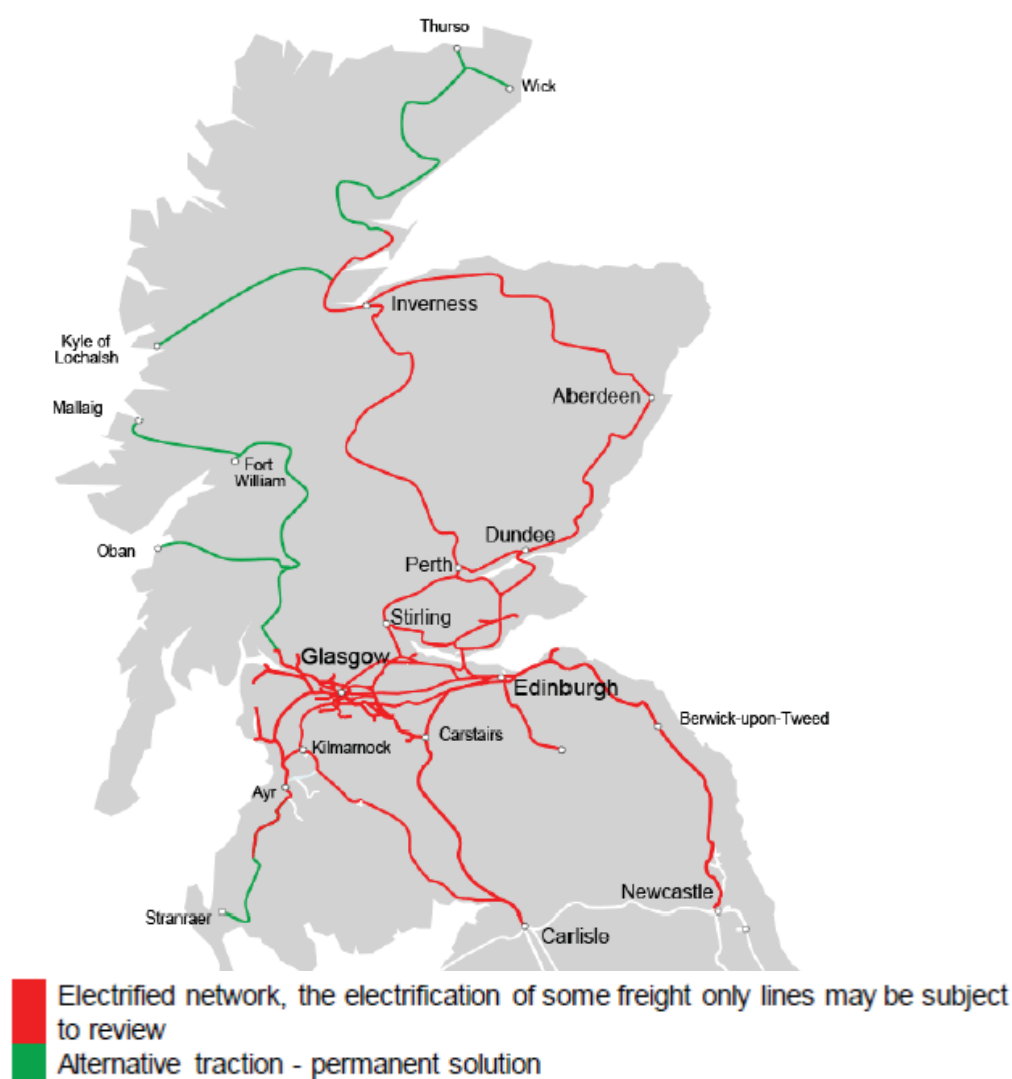 Thurso
Wick
Inverness
Kyle of
Lochalsh
Alberdeen
Mallaig
Fort
William
Dundee
Oban
Perth
Stirling
Glasgow
Edinburgh
Berwick-upon-Tweed
Carstairs
Kilmarnock
Ayr
Newcastle
Stranraer
Carlisle
Electrified network, the electrification of some freight only lines may be subject
to review
Alternative traction - permanent solution